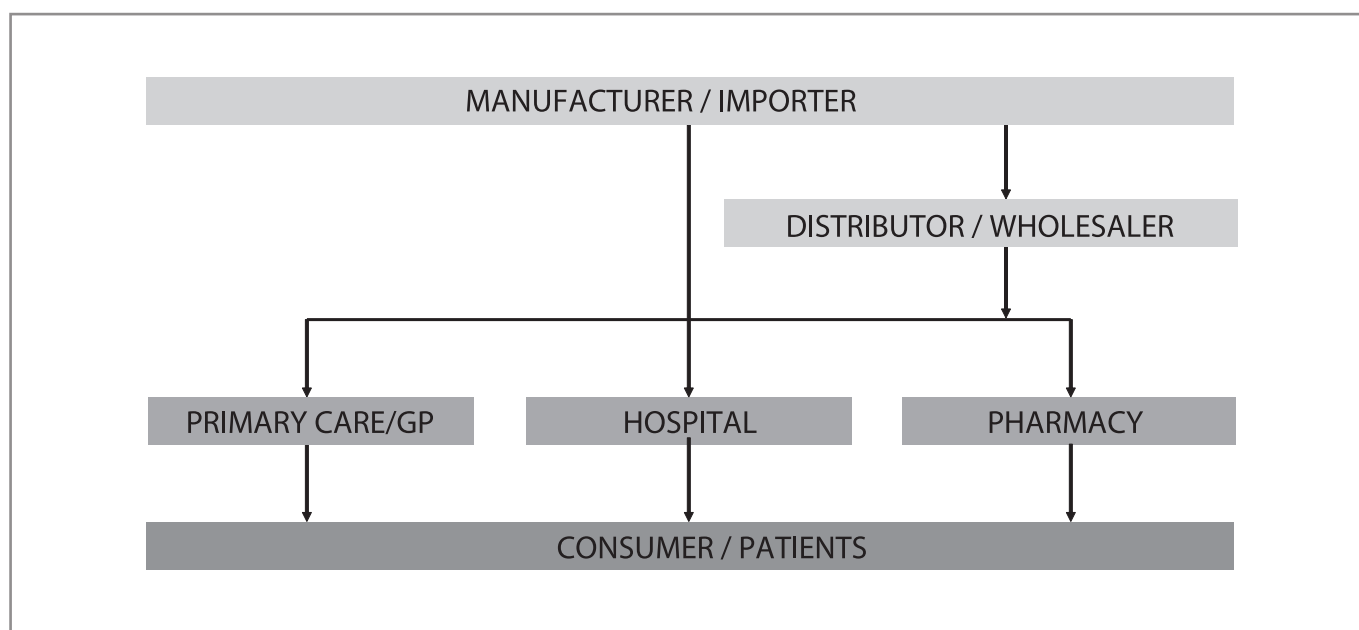 MANUFACTURER / IMPORTER
DISTRIBUTOR / WHOLESALER
PRIMARY CARE/GP
HOSPITAL
PHARMACY
CONSUMER / PATIENTS